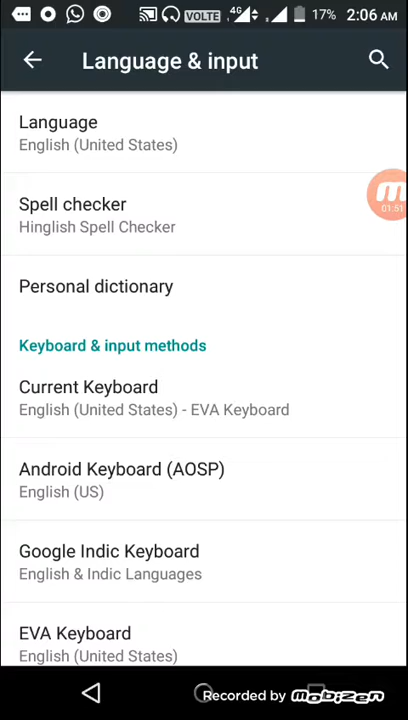 VOLTE 4G 17% 2:06 AM
Language & input
Language
English (United States)
Spell checker
01:51
Hinglish Spell Checker
Personal dictionary
Keyboard & input methods
Current Keyboard
English (United States) - EVA Keyboard
Android Keyboard (AOSP)
English (US)
Google Indic Keyboard
English & Indic Languages
EVA Keyboard
English (United States)
Recorded by mobizen